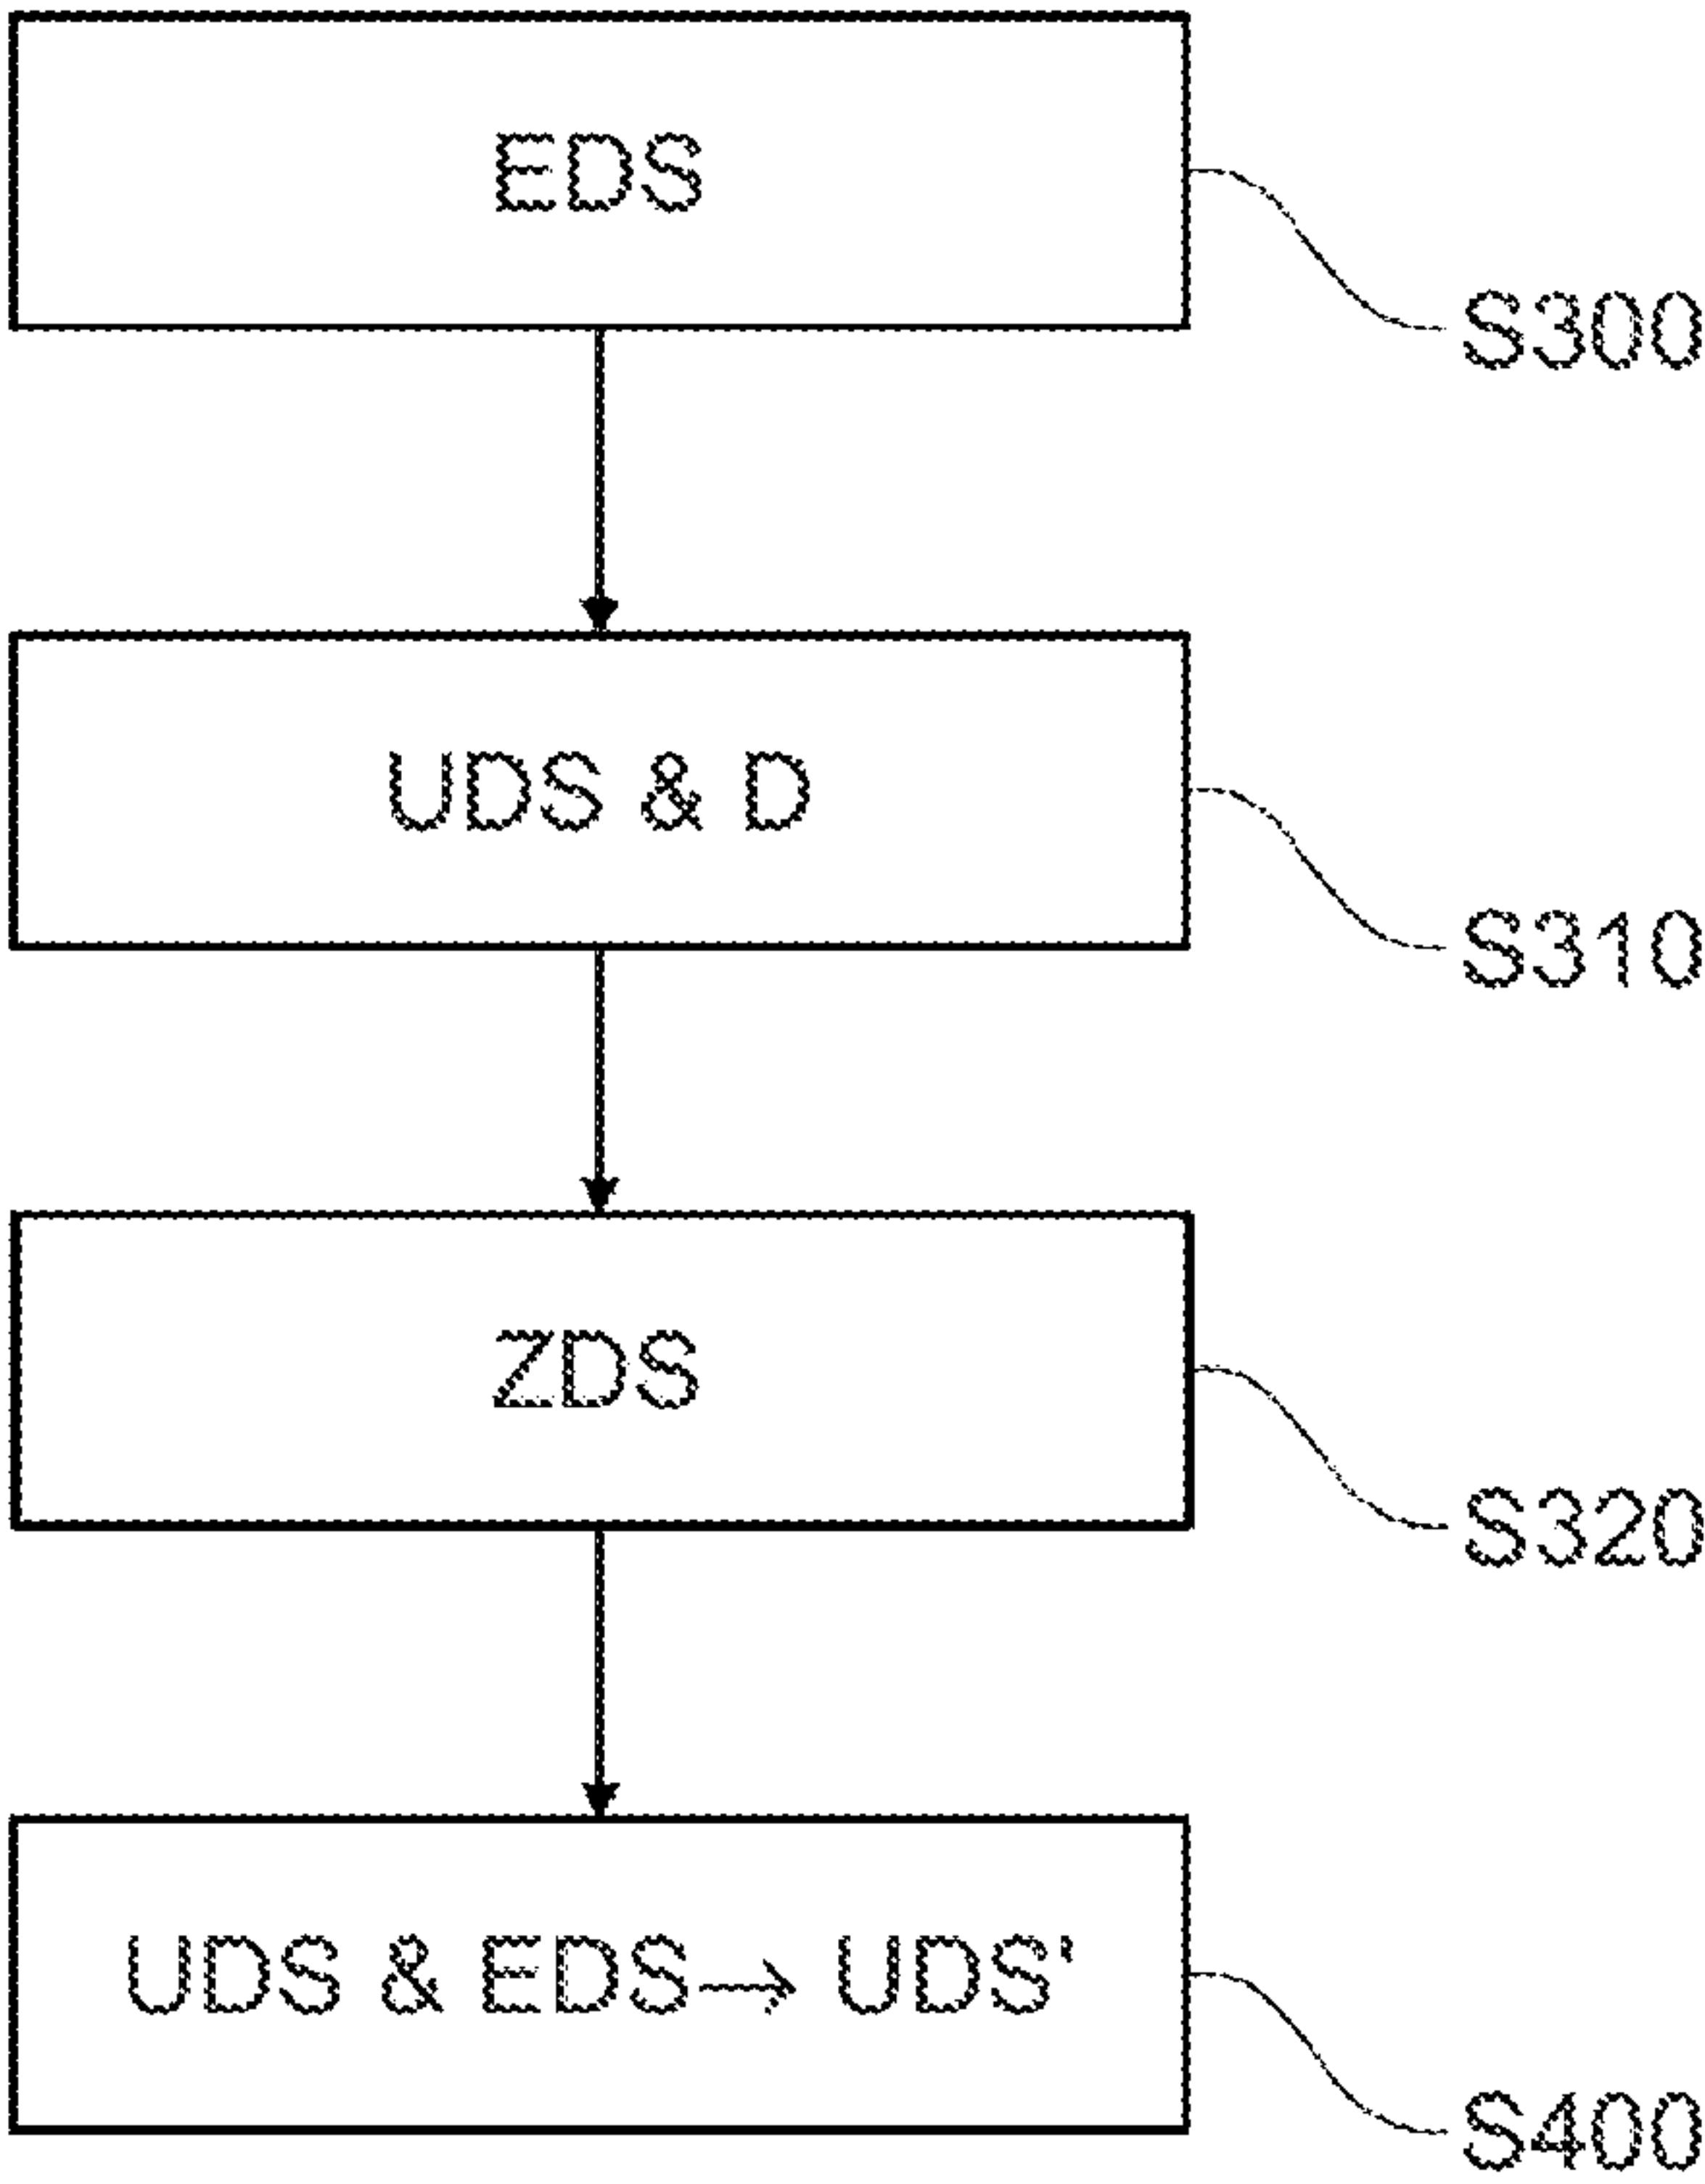 EDS
S300
UDS & D
S310
ZDS
S320
UDS & EDS→ UDS'
S400